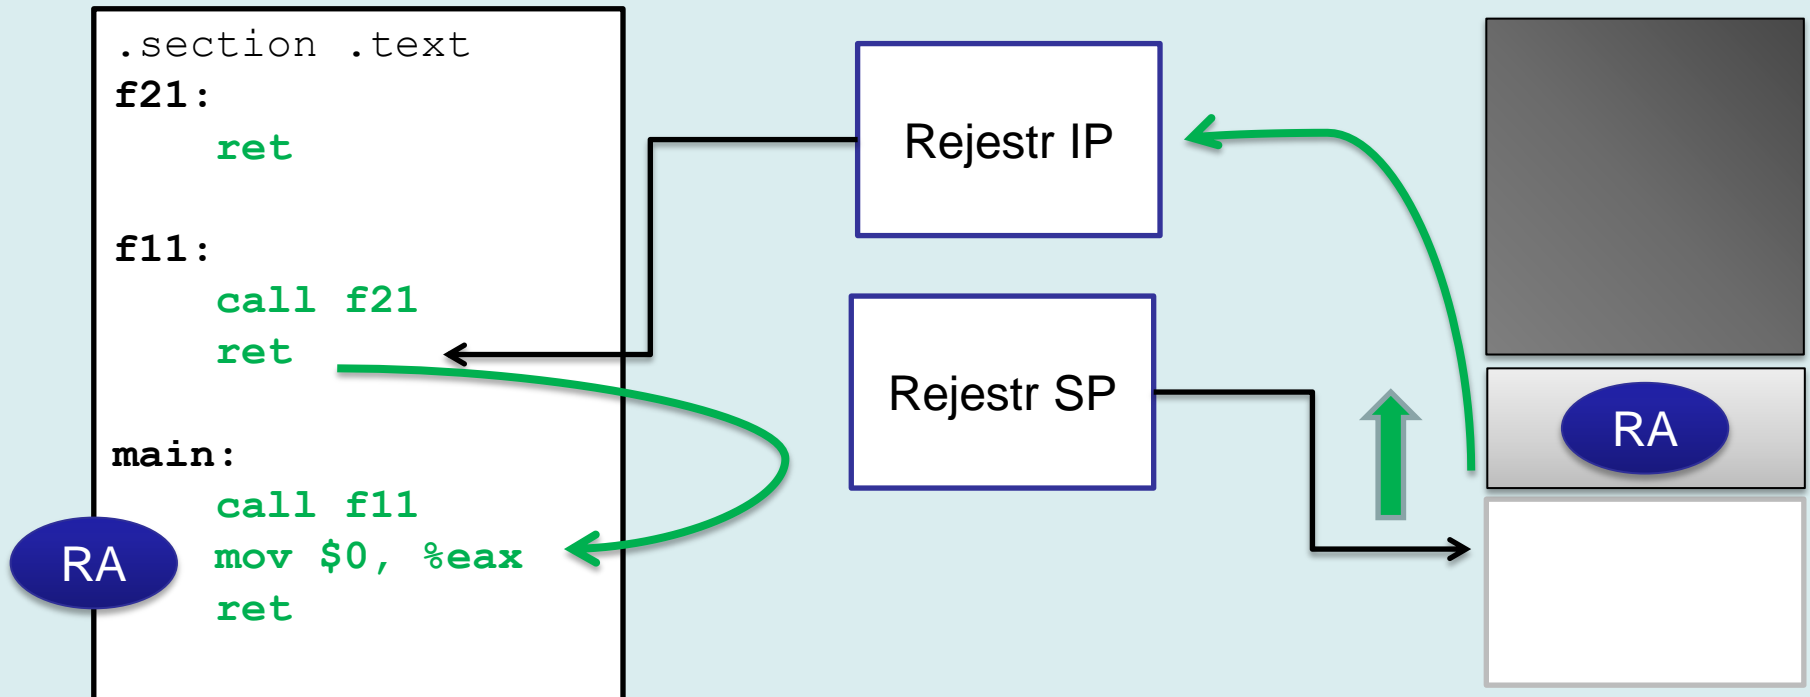 .section .text
f21:
ret
f11:
call f21
ret
main:
call f11
mov $0, %eax
ret
RA
Rejestr IP
Rejestr SP
RA